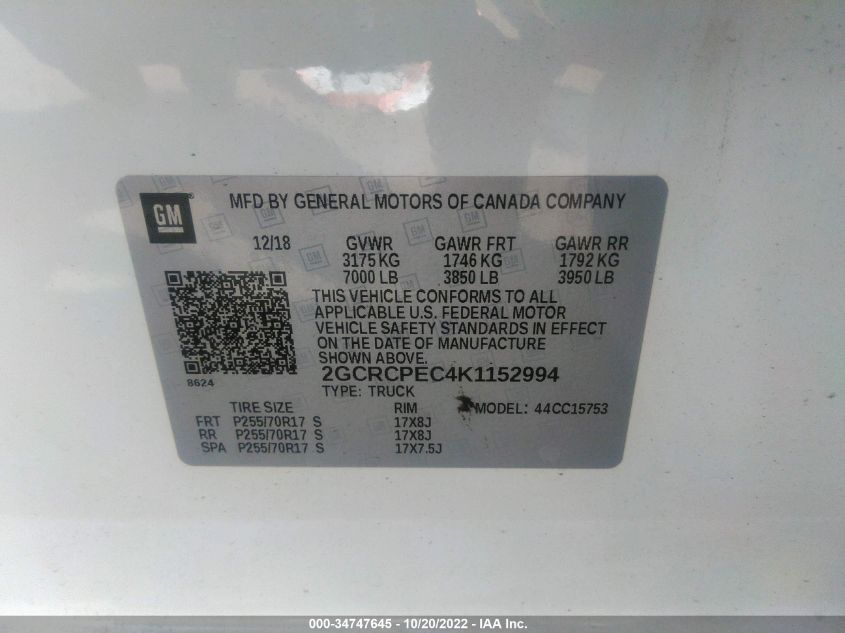 GM
MFD BY GENERAL MOTORS OF CANADA COMPANY
12/18 GVWR GAWR FRT GAWR RR
3175 KG 1746 KG 1792 KG
7000 LB 3850 LB 3950 LB
THIS VEHICLE CONFORMS TO ALL
APPLICABLE U.S. FEDERAL MOTOR
VEHICLE SAFETY STANDARDS IN EFFECT
ON THE DATE OF MANUFACTURE
SHOWN ABOVE.
8624
2GCRCPEC4K1152994
TYPE: TRUCK
TIRE SIZE RIM MODEL: 44CC15753
FRT P255/70R17 S 17X8J
RR P255/70R17 S 17X8J
SPA P255/70R17 S 17X7.5J
000-34747645 - 10/20/2022 - IAA Inc.